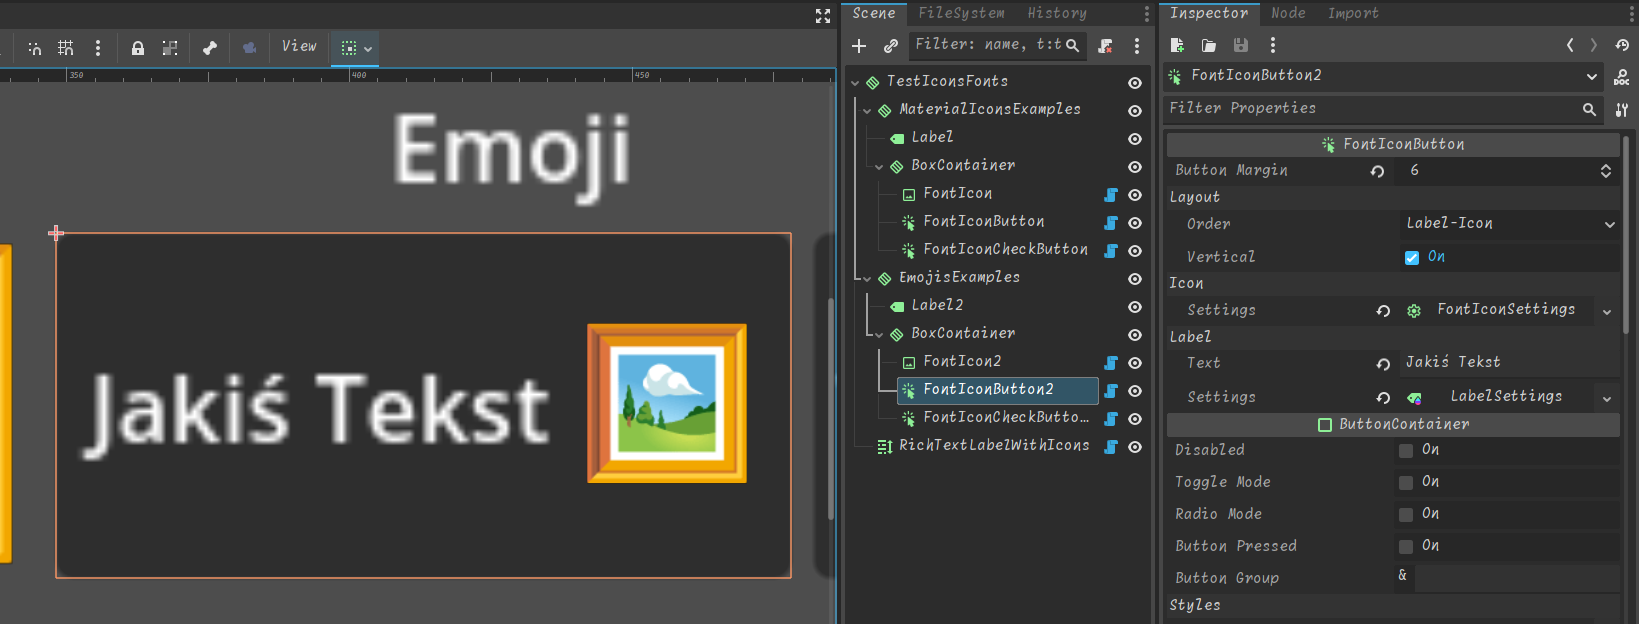 View
350
400
450
Emoji
Jakiś Tekst
Scene
FileSystem
History
Filter: name, t:t
TestIconsFonts
MaterialIconsExamples
Label
BoxContainer
FontIcon
FontIconButton
FontIconCheckButton
EmojisExamples
Label2
BoxContainer
FontIcon2
FontIconButton2
FontIconCheckButto...
RichTextLabelWithIcons
Inspector
Node
Import
FontIconButton2
DOC
Filter Properties
FontIconButton
Button Margin 6
Layout
Order Label-Icon
Vertical On
Icon
Settings FontIconSettings
Label
Text Jakiś Tekst
Settings LabelSettings
ButtonContainer
Disabled On
Toggle Mode On
Radio Mode On
Button Pressed On
Button Group &
Styles